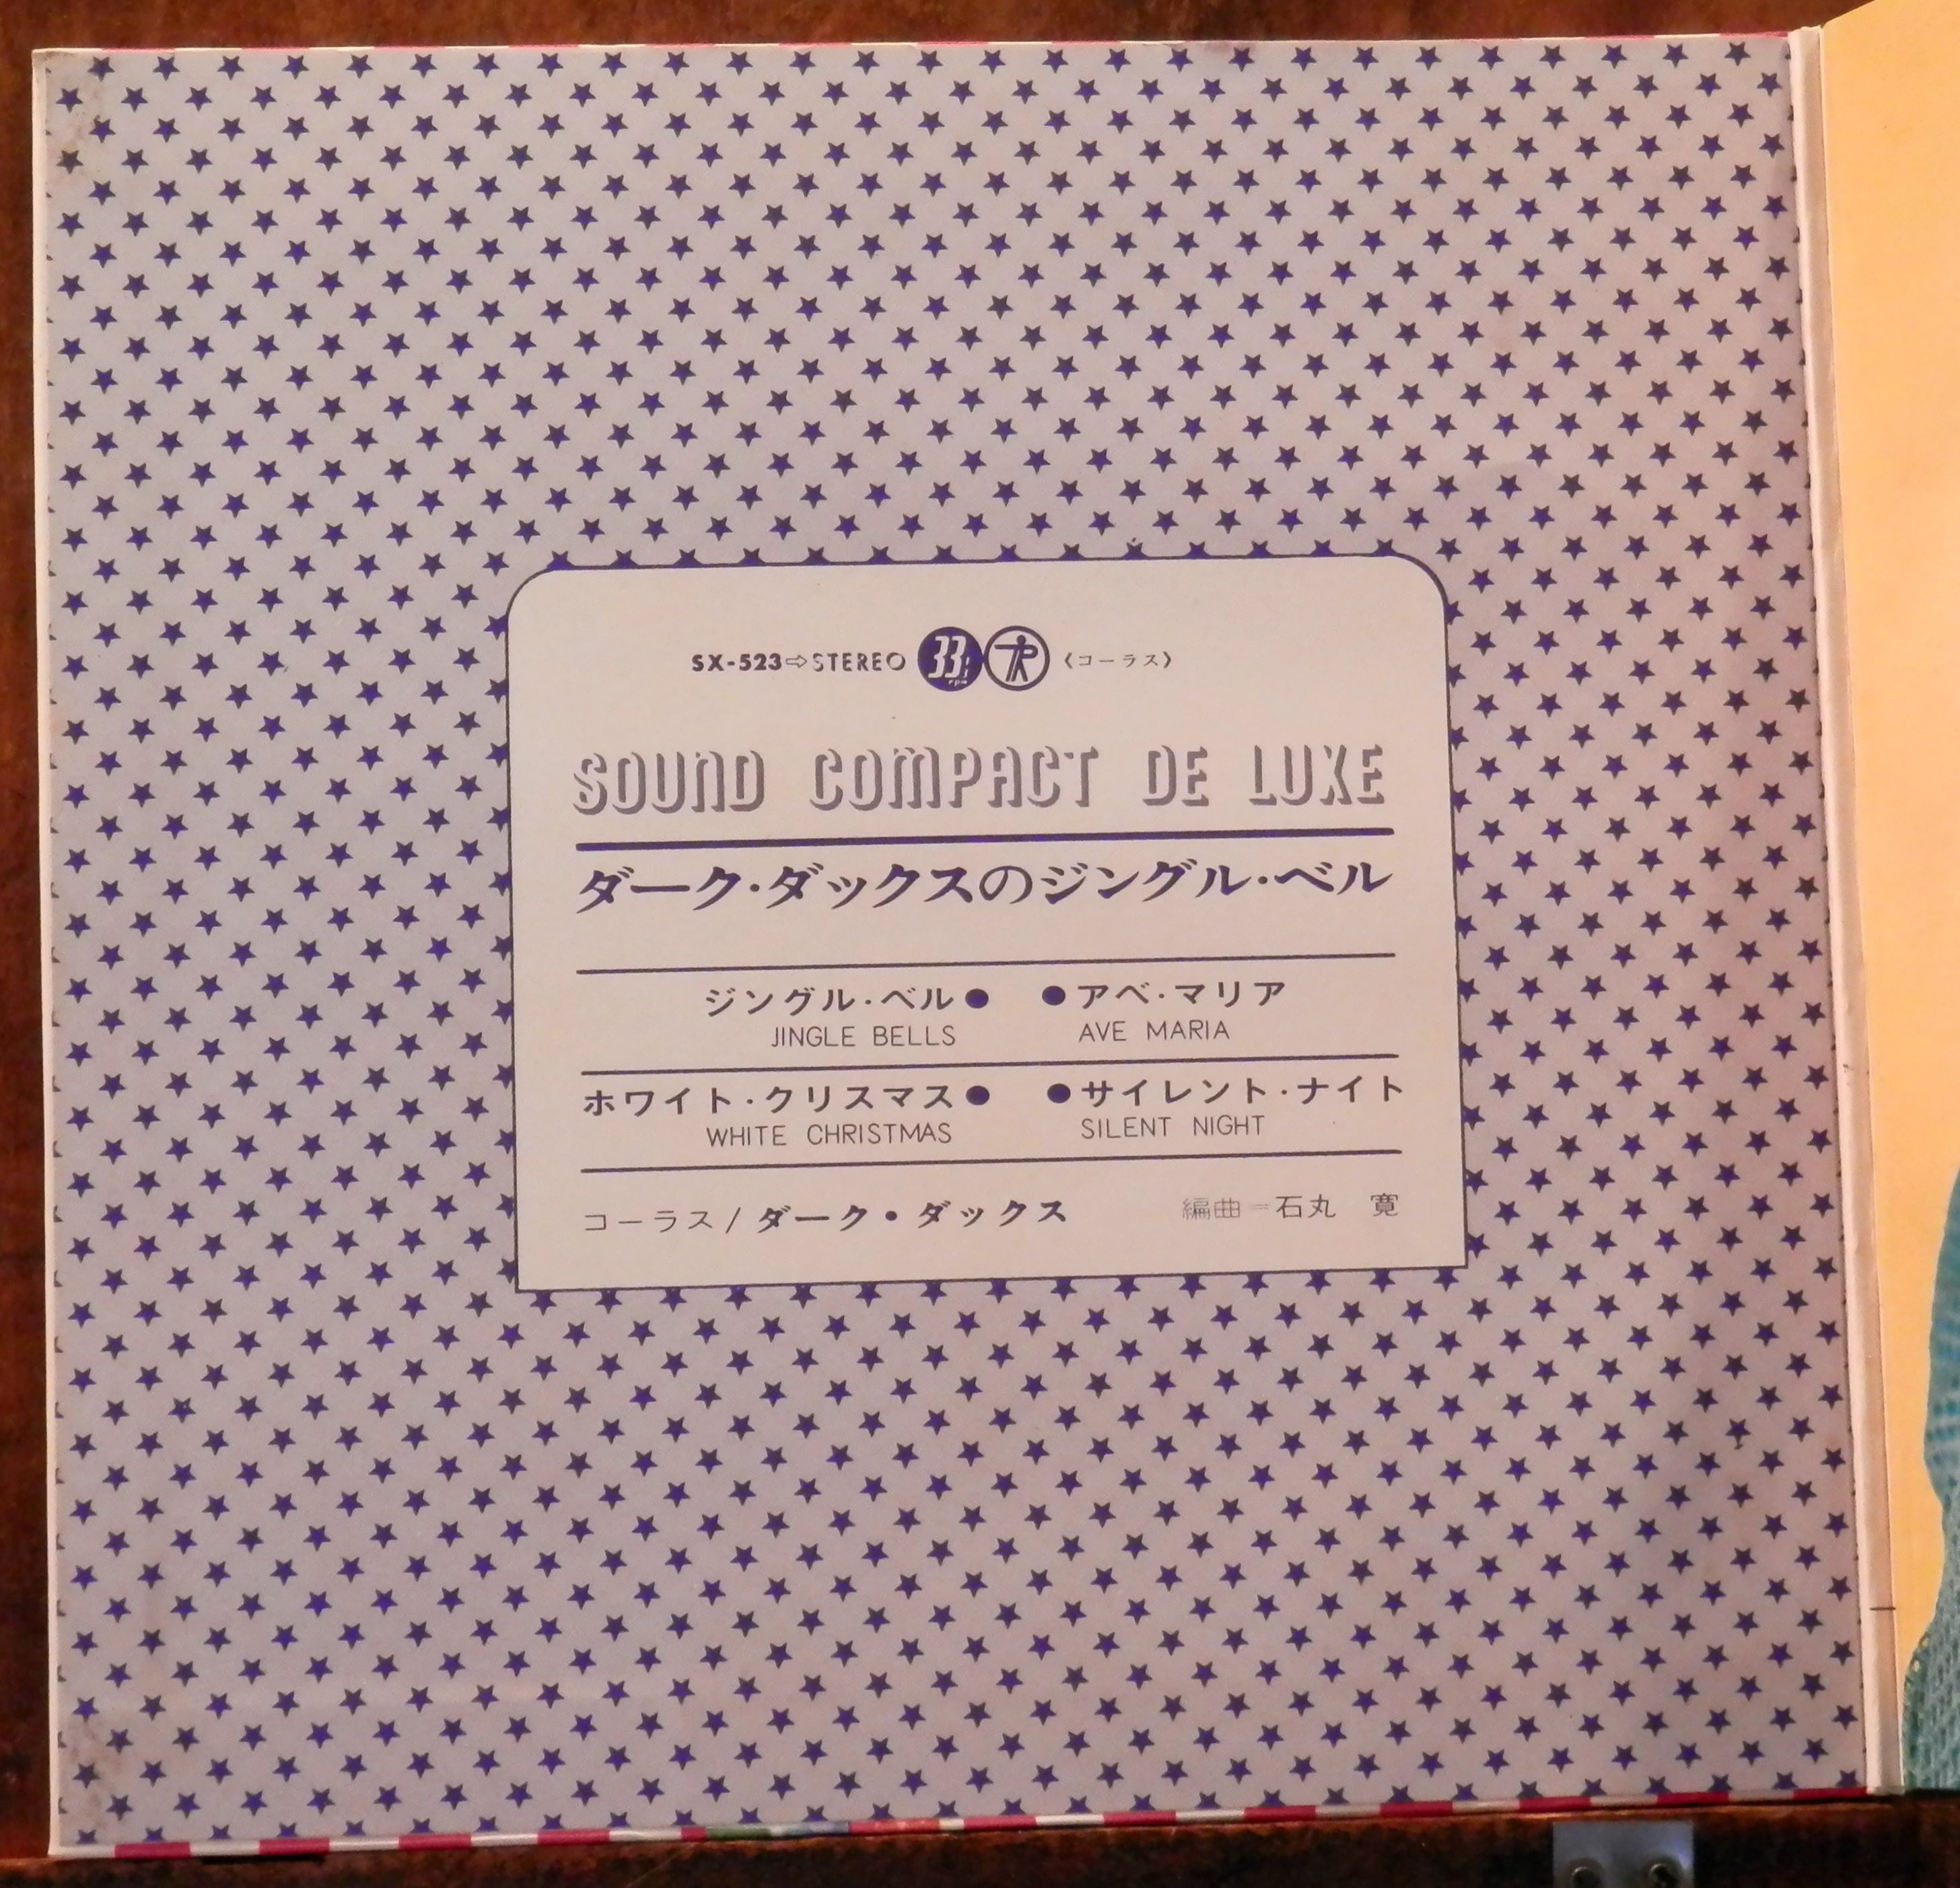 SX-523⇨STEREO 33⅓ rpm 〈コーラス〉
SOUND COMPACT DE LUXE
ダーク・ダックスのジングル・ベル
ジングル・ベル● ●アベ・マリア
JINGLE BELLS AVE MARIA
ホワイト・クリスマス● ●サイレント・ナイト
WHITE CHRISTMAS SILENT NIGHT
コーラス/ダーク・ダックス 編曲=石丸 寛